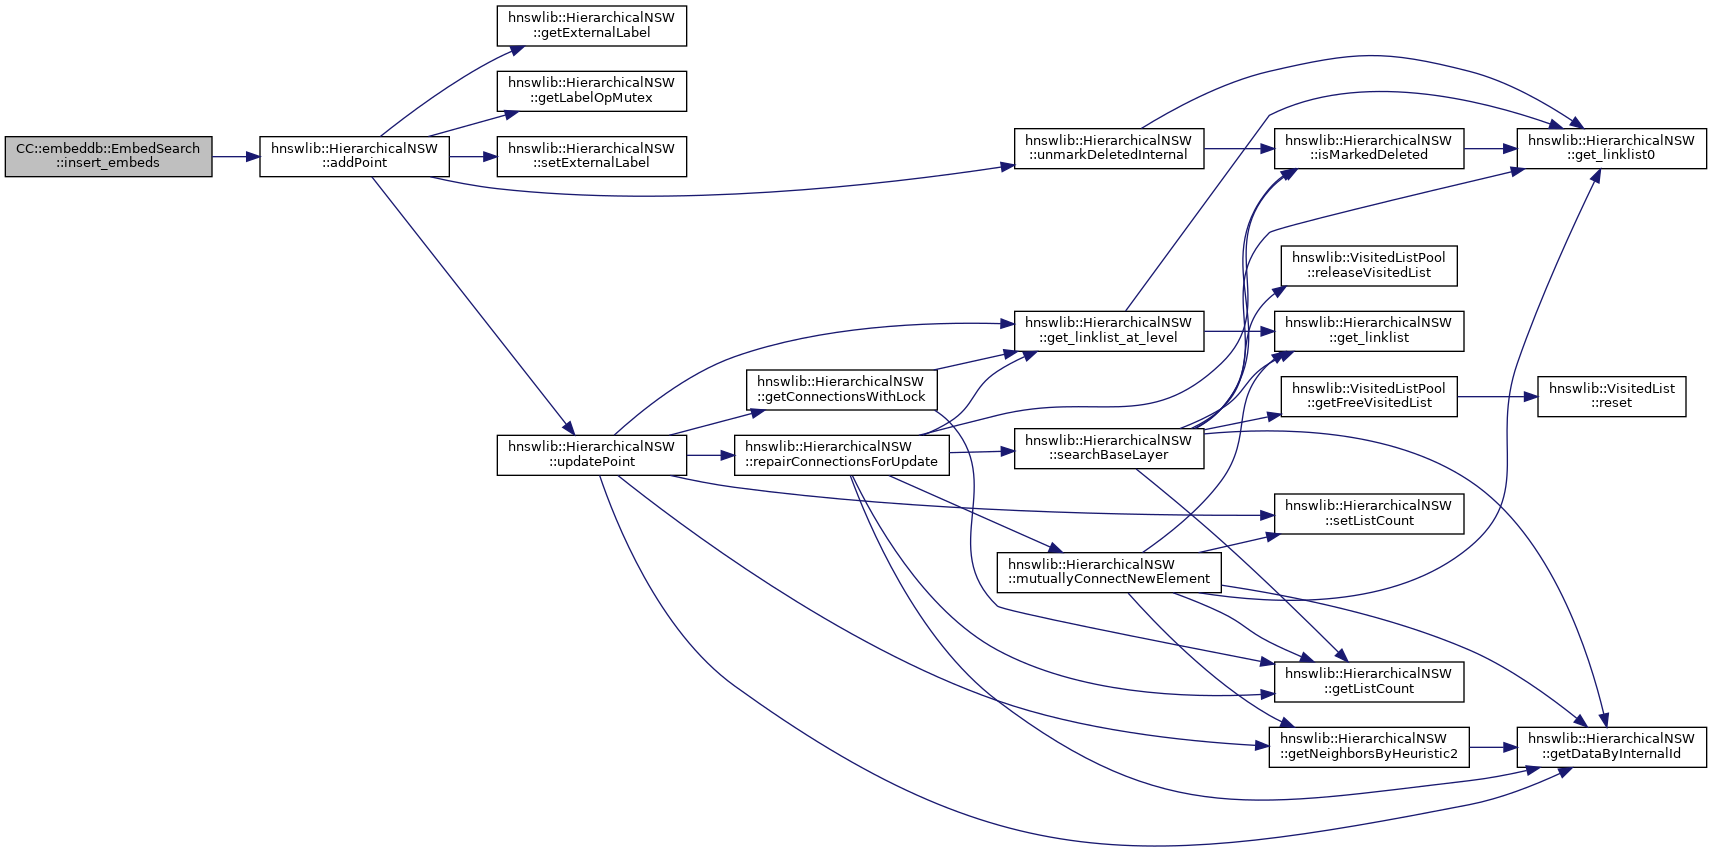 CC::embeddb::EmbedSearch
::insert_embeds
hnswlib::HierarchicalNSW
::addPoint
hnswlib::HierarchicalNSW
::getExternalLabel
hnswlib::HierarchicalNSW
::getLabelOpMutex
hnswlib::HierarchicalNSW
::setExternalLabel
hnswlib::HierarchicalNSW
::updatePoint
hnswlib::HierarchicalNSW
::getConnectionsWithLock
hnswlib::HierarchicalNSW
::repairConnectionsForUpdate
hnswlib::HierarchicalNSW
::unmarkDeletedInternal
hnswlib::HierarchicalNSW
::get_linklist_at_level
hnswlib::HierarchicalNSW
::searchBaseLayer
hnswlib::HierarchicalNSW
::mutuallyConnectNewElement
hnswlib::HierarchicalNSW
::isMarkedDeleted
hnswlib::VisitedListPool
::releaseVisitedList
hnswlib::HierarchicalNSW
::get_linklist
hnswlib::VisitedListPool
::getFreeVisitedList
hnswlib::HierarchicalNSW
::setListCount
hnswlib::HierarchicalNSW
::getListCount
hnswlib::HierarchicalNSW
::getNeighborsByHeuristic2
hnswlib::HierarchicalNSW
::get_linklist0
hnswlib::VisitedList
::reset
hnswlib::HierarchicalNSW
::getDataByInternalId